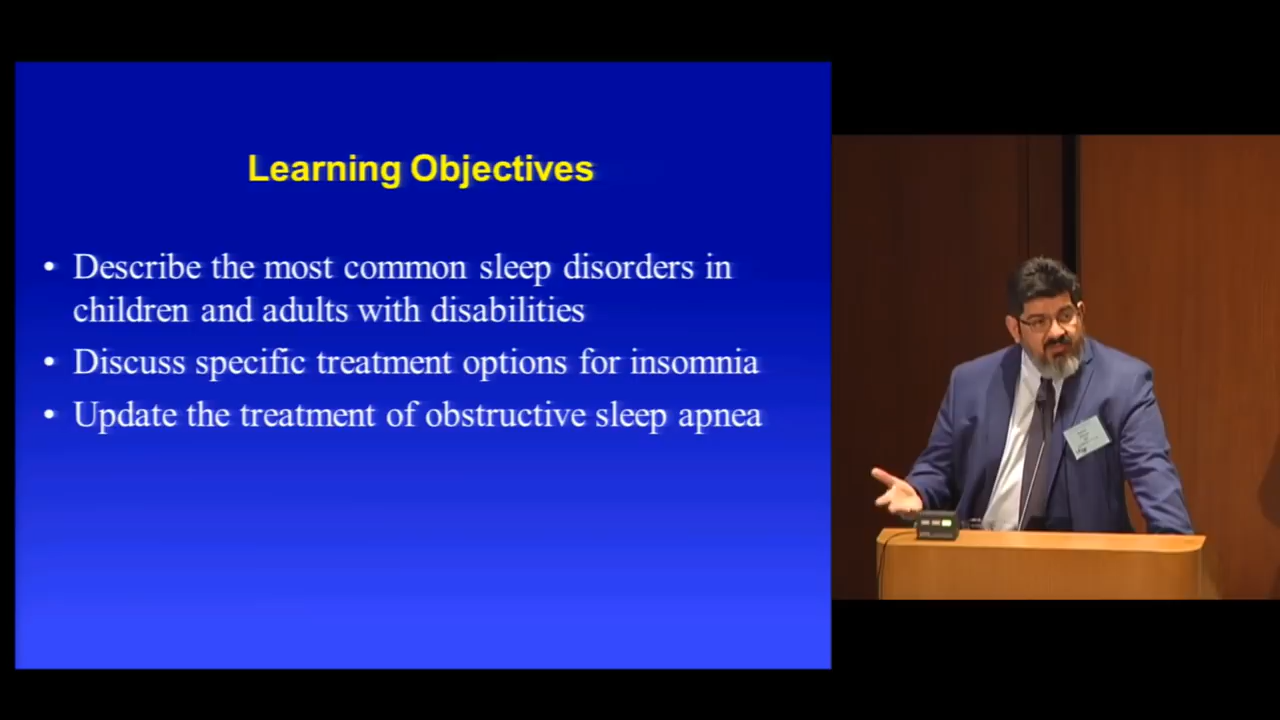 Learning Objectives
• Describe the most common sleep disorders in
children and adults with disabilities
• Discuss specific treatment options for insomnia
• Update the treatment of obstructive sleep apnea